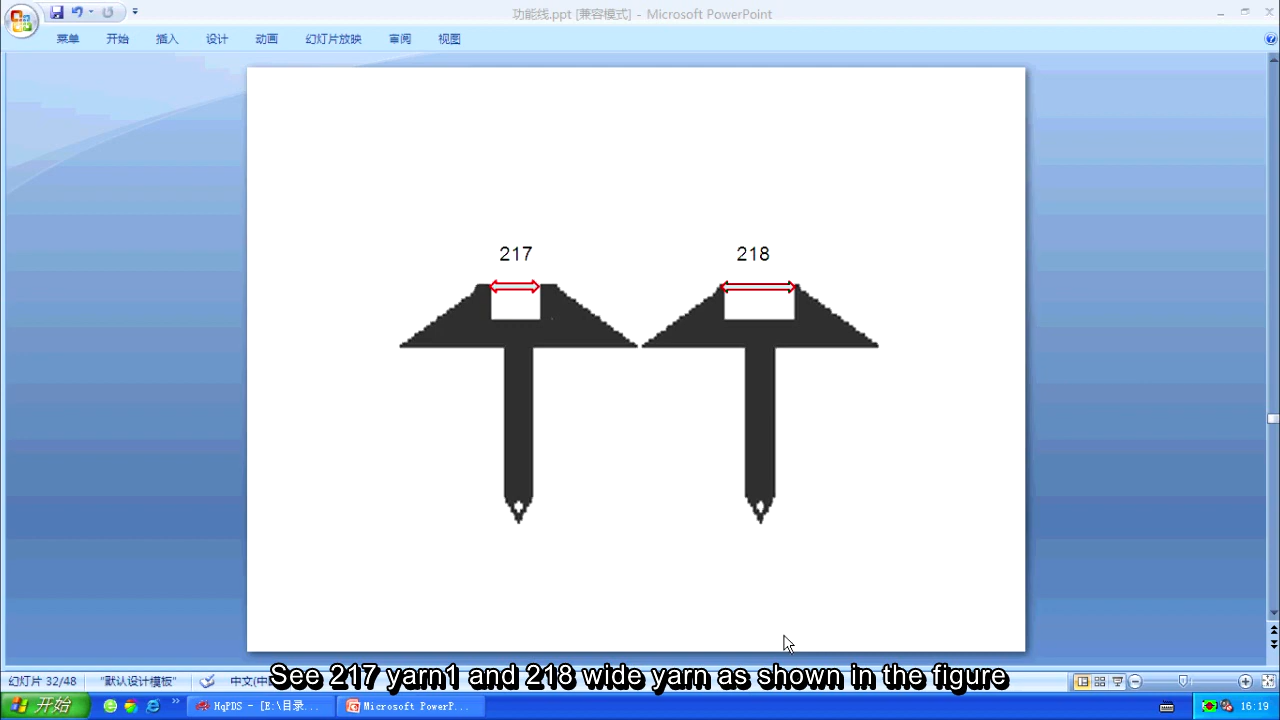 功能线.ppt [兼容模式] - Microsoft PowerPoint
菜单 开始 插入 设计 动画 幻灯片放映 审阅 视图
217 218
See 217 yarn1 and 218 wide yarn as shown in the figure
幻灯片 32/48 "默认设计模板" 中文(中
开始 HqPDS - [E:\目录... Microsoft PowerP... 16:19